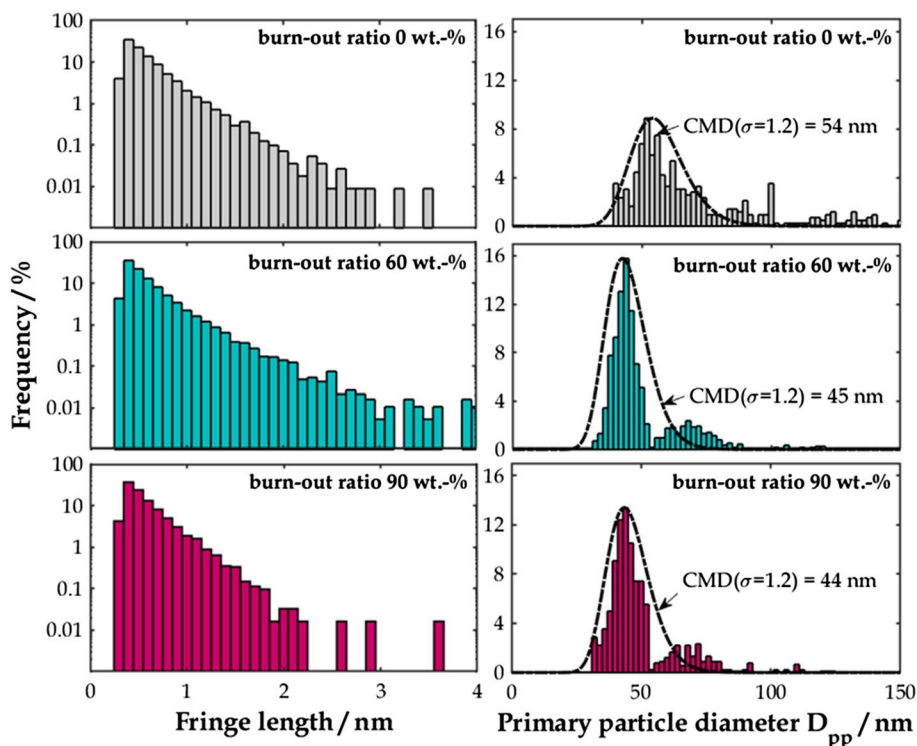 burn-out ratio 0 wt.-%
100
10
1
0.1
0.01
burn-out ratio 0 wt.-%
16
12
8
4
0
CMD(σ=1.2) = 54 nm
burn-out ratio 60 wt.-%
100
10
1
0.1
0.01
burn-out ratio 60 wt.-%
16
12
8
4
0
CMD(σ=1.2) = 45 nm
burn-out ratio 90 wt.-%
100
10
1
0.1
0.01
burn-out ratio 90 wt.-%
16
12
8
4
0
CMD(σ=1.2) = 44 nm
Frequency / %
0 1 2 3 4
Fringe length / nm
0 50 100 150
Primary particle diameter Dpp / nm